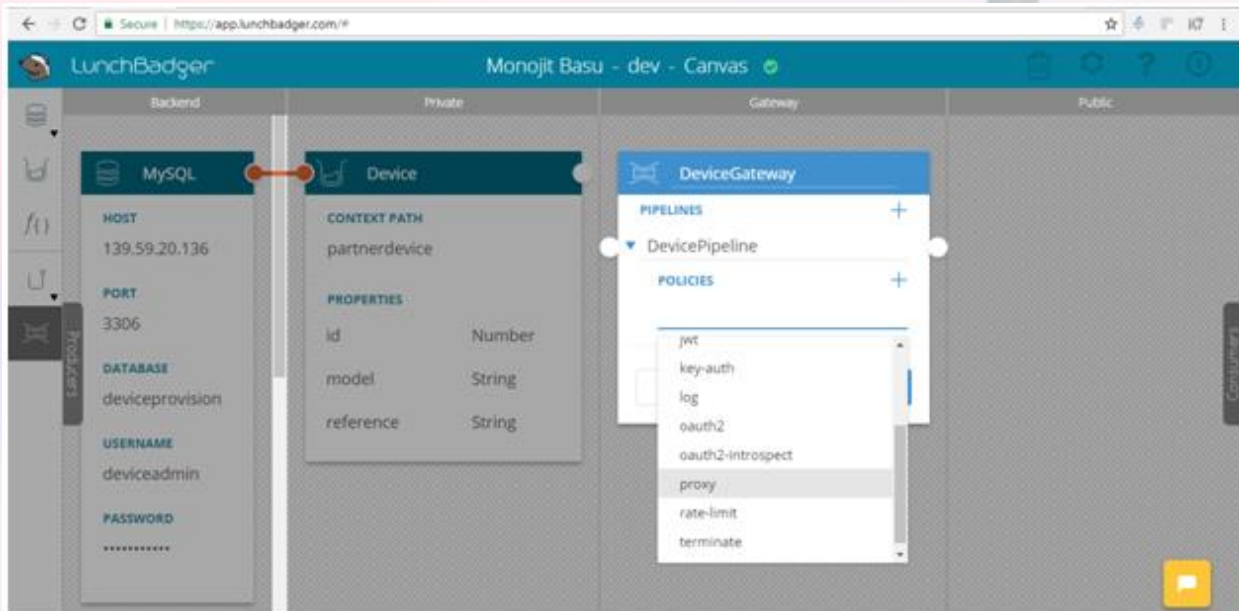 Secure | https://app.lunchbadger.com/#
LunchBadger
Monojit Basu - dev - Canvas
Backend
Private
Gateway
Public
MySQL
HOST
139.59.20.136
PORT
3306
DATABASE
deviceprovision
USERNAME
deviceadmin
PASSWORD
•••••••••••
Device
CONTEXT PATH
partnerdevice
PROPERTIES
id Number
model String
reference String
DeviceGateway
PIPELINES
DevicePipeline
POLICIES
jwt
key-auth
log
oauth2
oauth2-introspect
proxy
rate-limit
terminate
f()
Producers
Consumers